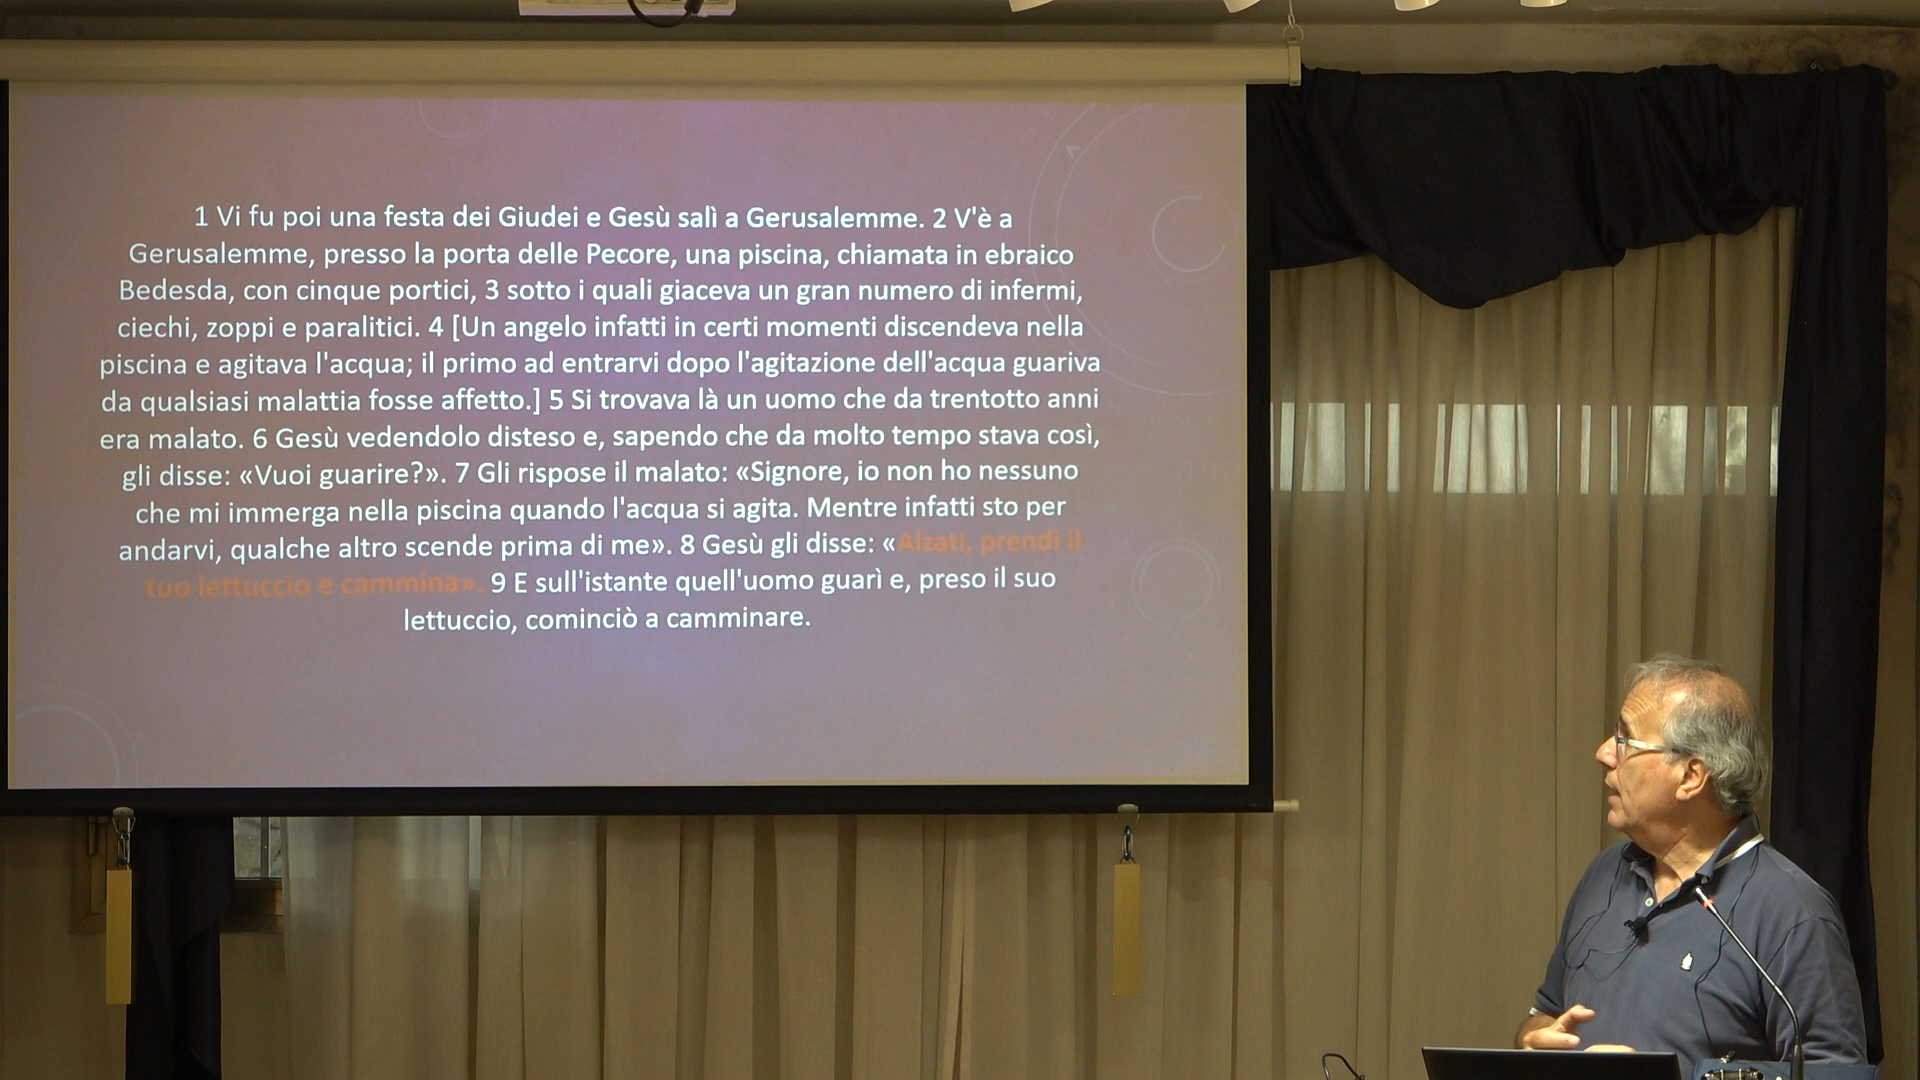 1 Vi fu poi una festa dei Giudei e Gesù salì a Gerusalemme. 2 V'è a
Gerusalemme, presso la porta delle Pecore, una piscina, chiamata in ebraico
Bedesda, con cinque portici, 3 sotto i quali giaceva un gran numero di infermi,
ciechi, zoppi e paralitici. 4 [Un angelo infatti in certi momenti discendeva nella
piscina e agitava l'acqua; il primo ad entrarvi dopo l'agitazione dell'acqua guariva
da qualsiasi malattia fosse affetto.] 5 Si trovava là un uomo che da trentotto anni
era malato. 6 Gesù vedendolo disteso e, sapendo che da molto tempo stava così,
gli disse: «Vuoi guarire?». 7 Gli rispose il malato: «Signore, io non ho nessuno
che mi immerga nella piscina quando l'acqua si agita. Mentre infatti sto per
andarvi, qualche altro scende prima di me». 8 Gesù gli disse: «Alzati, prendi il
tuo lettuccio e cammina». 9 E sull'istante quell'uomo guarì e, preso il suo
lettuccio, cominciò a camminare.